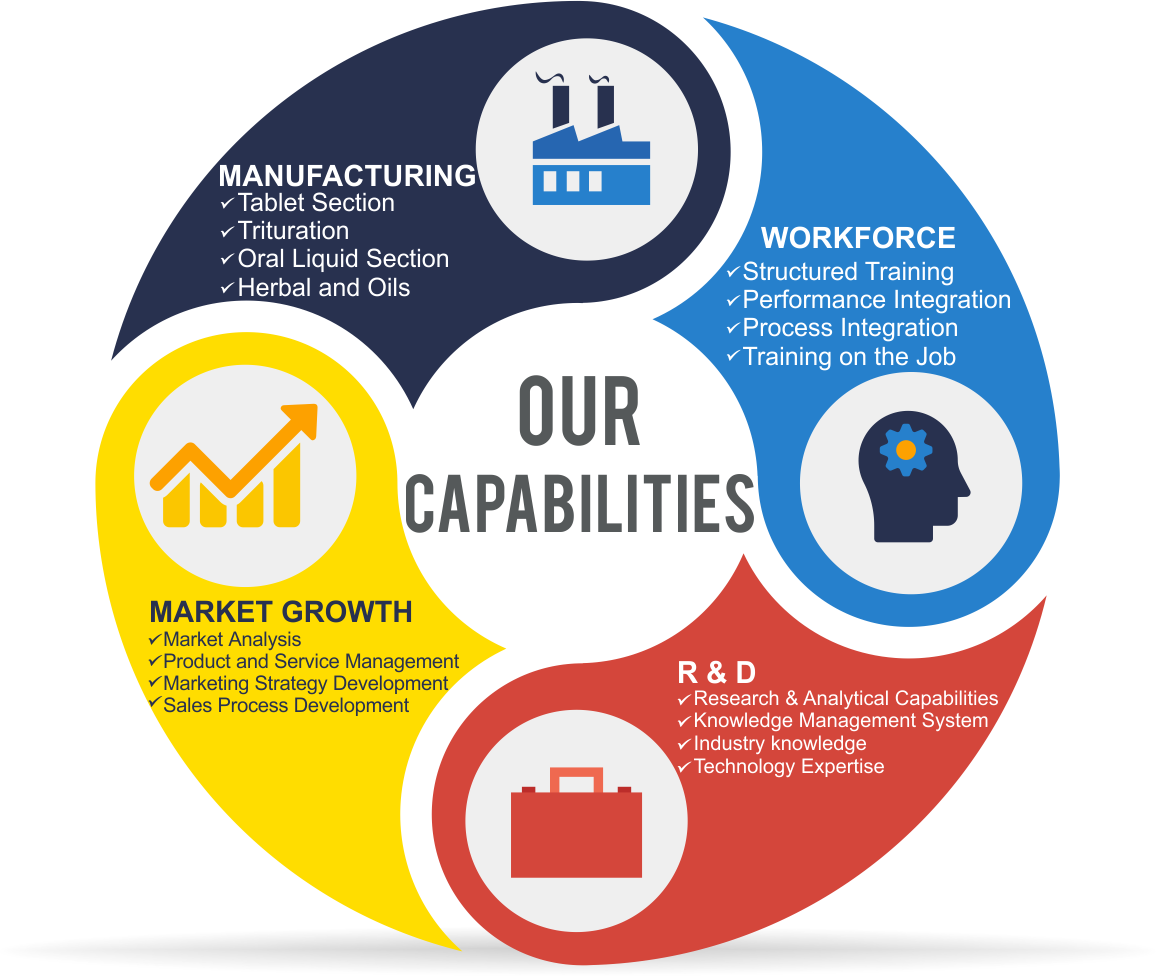 MANUFACTURING
Tablet Section
Trituration
Oral Liquid Section
Herbal and Oils
WORKFORCE
Structured Training
Performance Integration
Process Integration
Training on the Job
OUR
CAPABILITIES
MARKET GROWTH
Market Analysis
Product and Service Management
Marketing Strategy Development
Sales Process Development
R & D
Research & Analytical Capabilities
Knowledge Management System
Industry knowledge
Technology Expertise